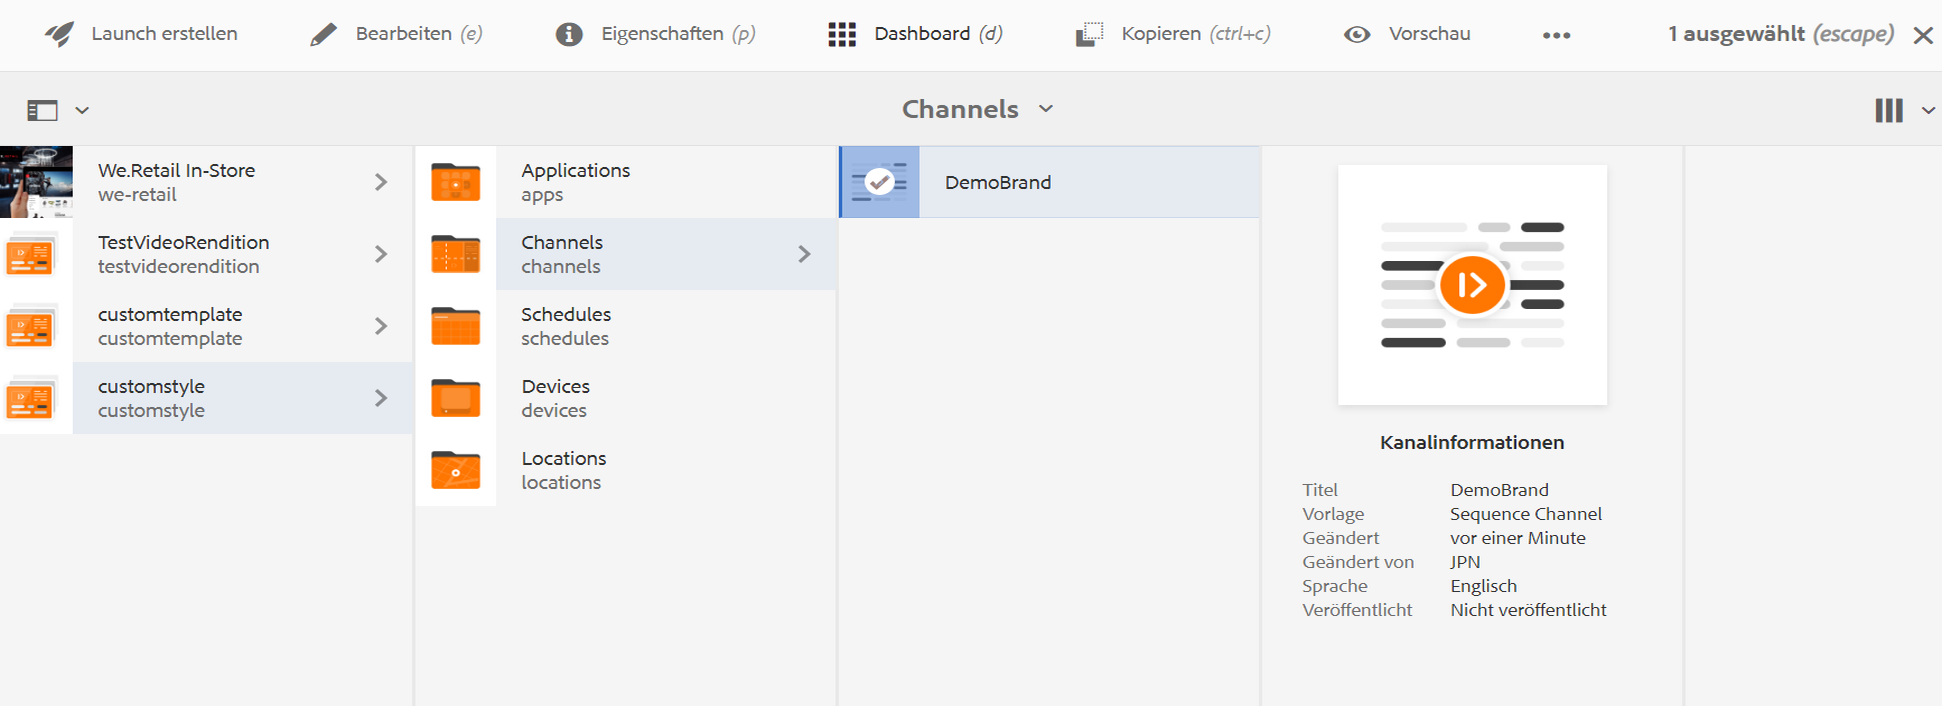 Launch erstellen
Bearbeiten (e)
Eigenschaften (p)
Dashboard (d)
Kopieren (ctrl+c)
Vorschau
1 ausgewählt (escape)
Channels
We.Retail In-Store
we-retail
TestVideoRendition
testvideorendition
customtemplate
customtemplate
customstyle
customstyle
Applications
apps
Channels
channels
Schedules
schedules
Devices
devices
Locations
locations
DemoBrand
Kanalinformationen
Titel DemoBrand
Vorlage Sequence Channel
Geändert vor einer Minute
Geändert von JPN
Sprache Englisch
Veröffentlicht Nicht veröffentlicht